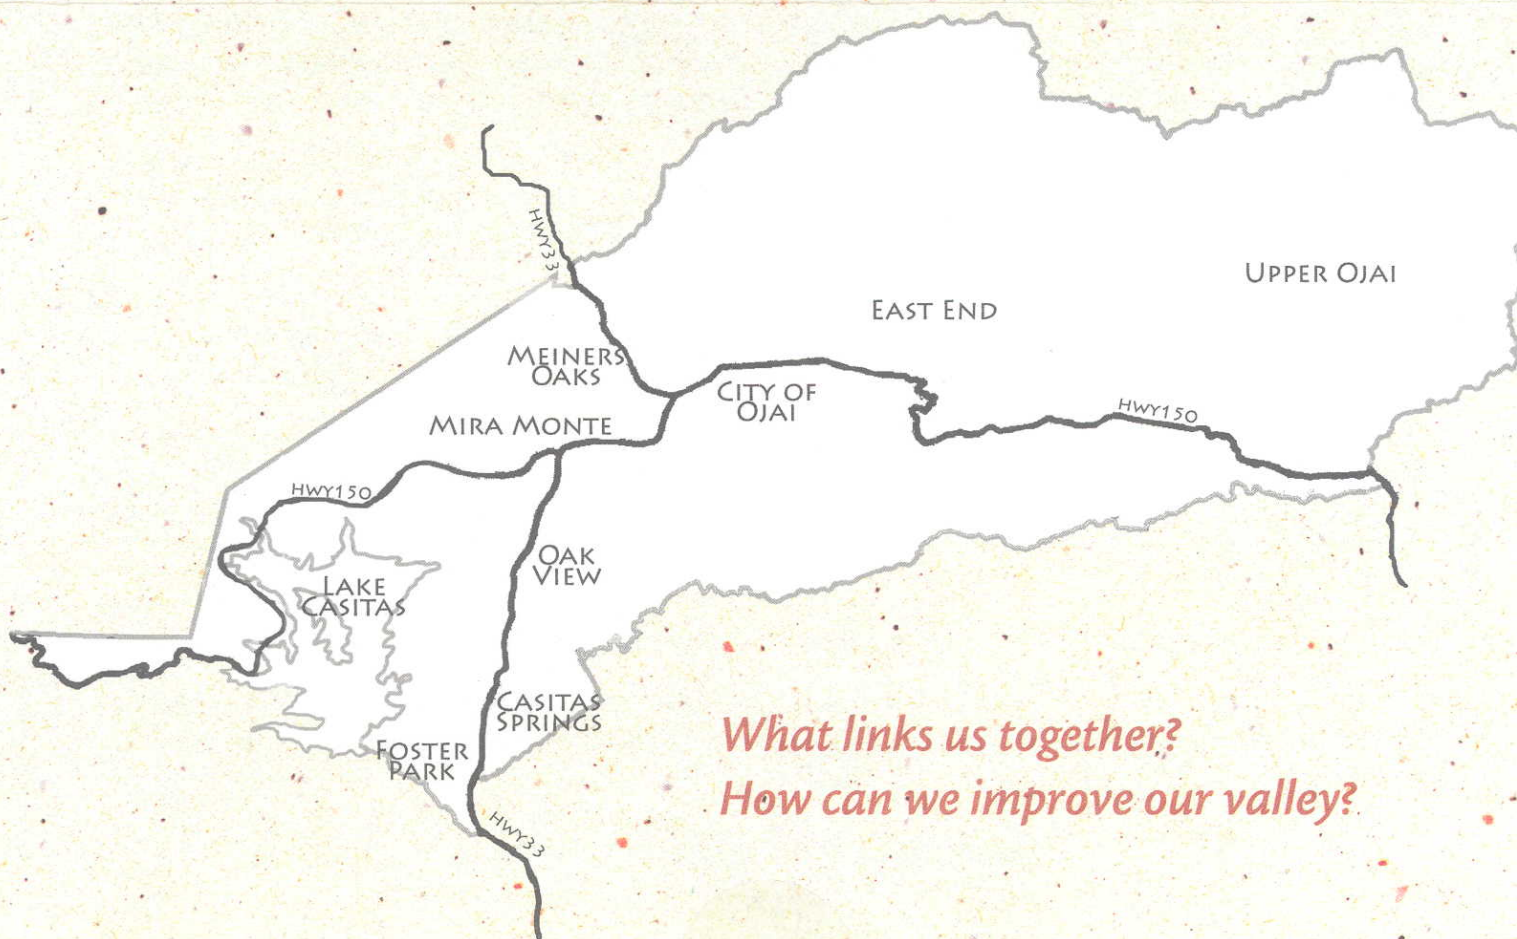 HWY33
UPPER OJAI
EAST END
MEINERS
OAKS
CITY OF
OJAI
HWY150
MIRA MONTE
HWY150
OAK
VIEW
LAKE
CASITAS
CASITAS
SPRINGS
FOSTER
PARK
HWY33
What links us together?
How can we improve our valley?